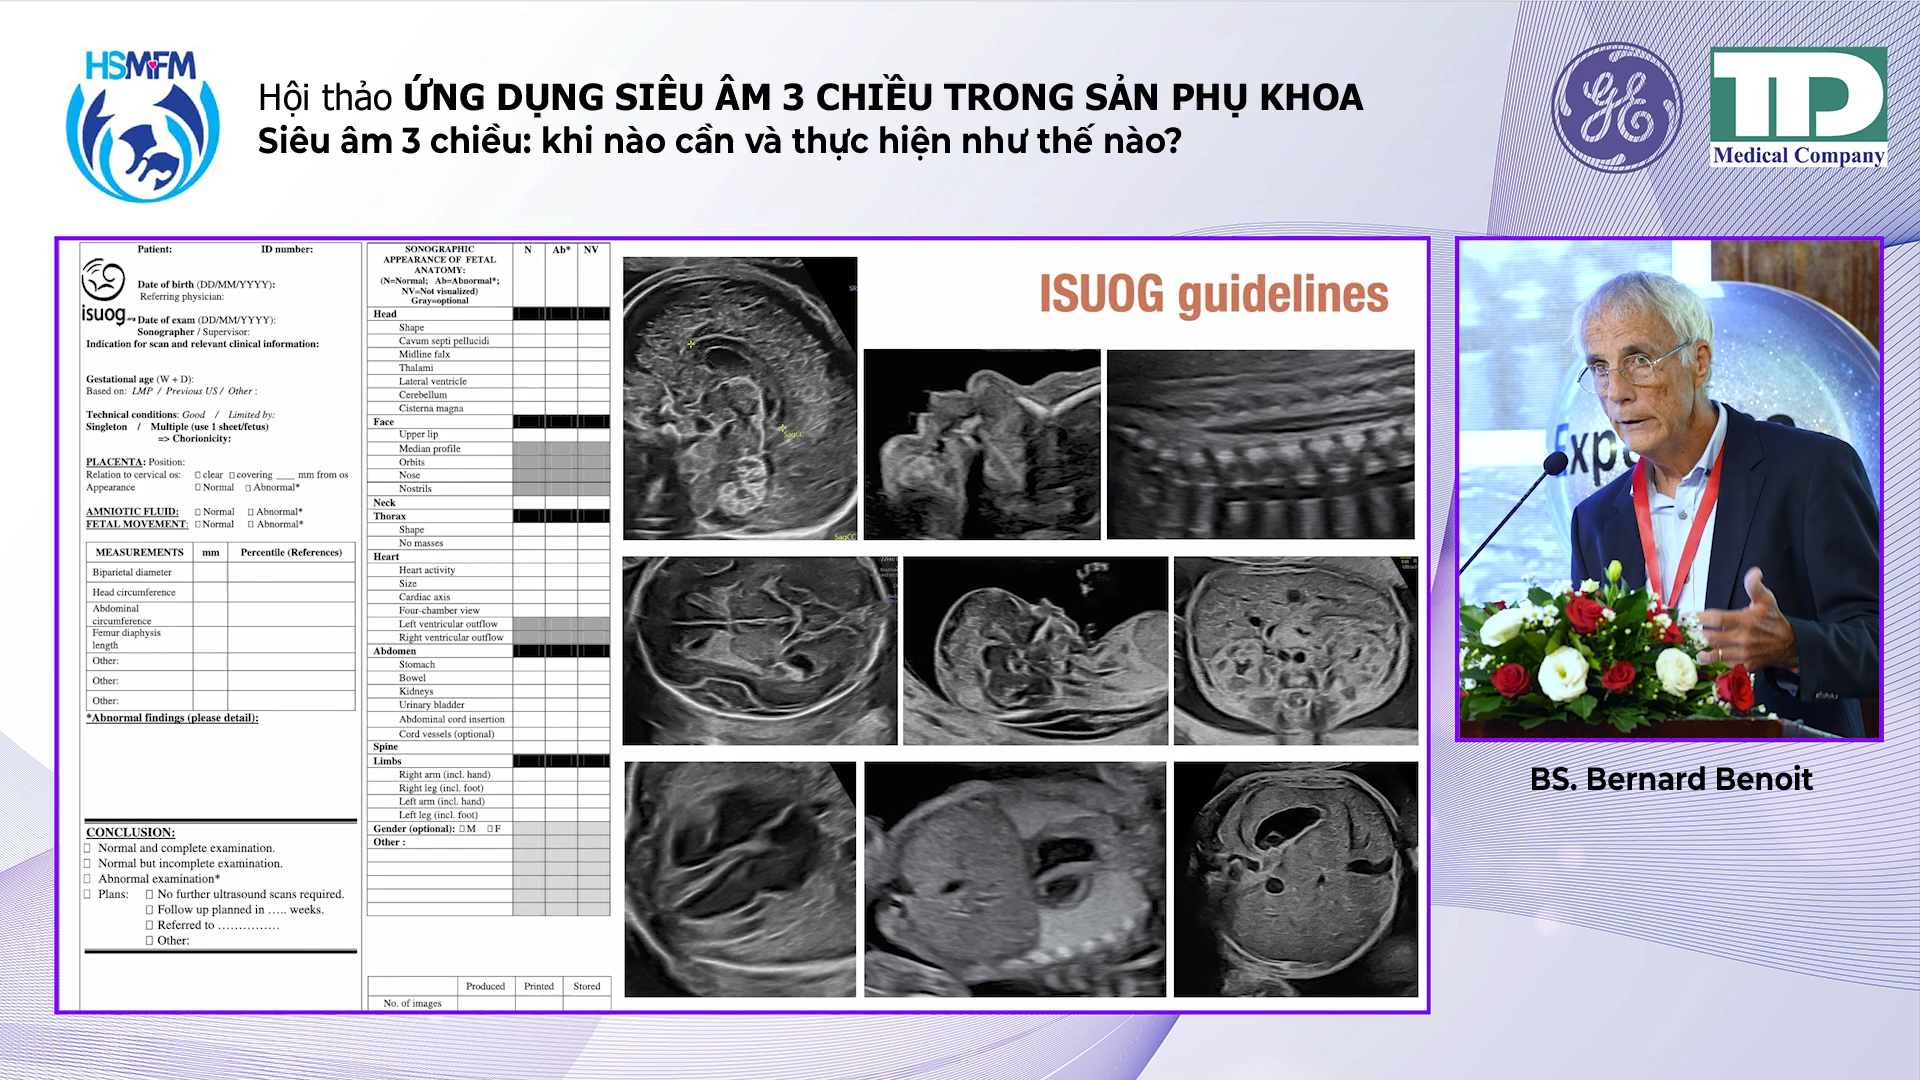 HSMFM
Hội thảo ỨNG DỤNG SIÊU ÂM 3 CHIỀU TRONG SẢN PHỤ KHOA
Siêu âm 3 chiều: khi nào cần và thực hiện như thế nào?
GE
TD
Medical Company
Patient: ID number:
isuog.org
Date of birth (DD/MM/YYYY):
Referring physician:
Date of exam (DD/MM/YYYY):
Sonographer / Supervisor:
Indication for scan and relevant clinical information:
Gestational age (W + D):
Based on: LMP / Previous US / Other :
Technical conditions: Good / Limited by:
Singleton / Multiple (use 1 sheet/fetus)
=> Chorionicity:
PLACENTA: Position:
Relation to cervical os: □ clear □ covering ____ mm from os
Appearance □ Normal □ Abnormal*
AMNIOTIC FLUID: □ Normal □ Abnormal*
FETAL MOVEMENT: □ Normal □ Abnormal*
MEASUREMENTS mm Percentile (References)
Biparietal diameter
Head circumference
Abdominal
circumference
Femur diaphysis
length
Other:
Other:
Other:
*Abnormal findings (please detail):
CONCLUSION:
□ Normal and complete examination.
□ Normal but incomplete examination.
□ Abnormal examination*
□ Plans: □ No further ultrasound scans required.
□ Follow up planned in ….. weeks.
□ Referred to ……………
□ Other:
SONOGRAPHIC N Ab* NV
APPEARANCE OF FETAL
ANATOMY:
(N=Normal; Ab=Abnormal*;
NV=Not visualized)
Gray=optional
Head
Shape
Cavum septi pellucidi
Midline falx
Thalami
Lateral ventricle
Cerebellum
Cisterna magna
Face
Upper lip
Median profile
Orbits
Nose
Nostrils
Neck
Thorax
Shape
No masses
Heart
Heart activity
Size
Cardiac axis
Four-chamber view
Left ventricular outflow
Right ventricular outflow
Abdomen
Stomach
Bowel
Kidneys
Urinary bladder
Abdominal cord insertion
Cord vessels (optional)
Spine
Limbs
Right arm (incl. hand)
Right leg (incl. foot)
Left arm (incl. hand)
Left leg (incl. foot)
Gender (optional): □ M □ F
Other :
Produced Printed Stored
No. of images
ISUOG guidelines
SagCC
SagCC
Exp
BS. Bernard Benoit